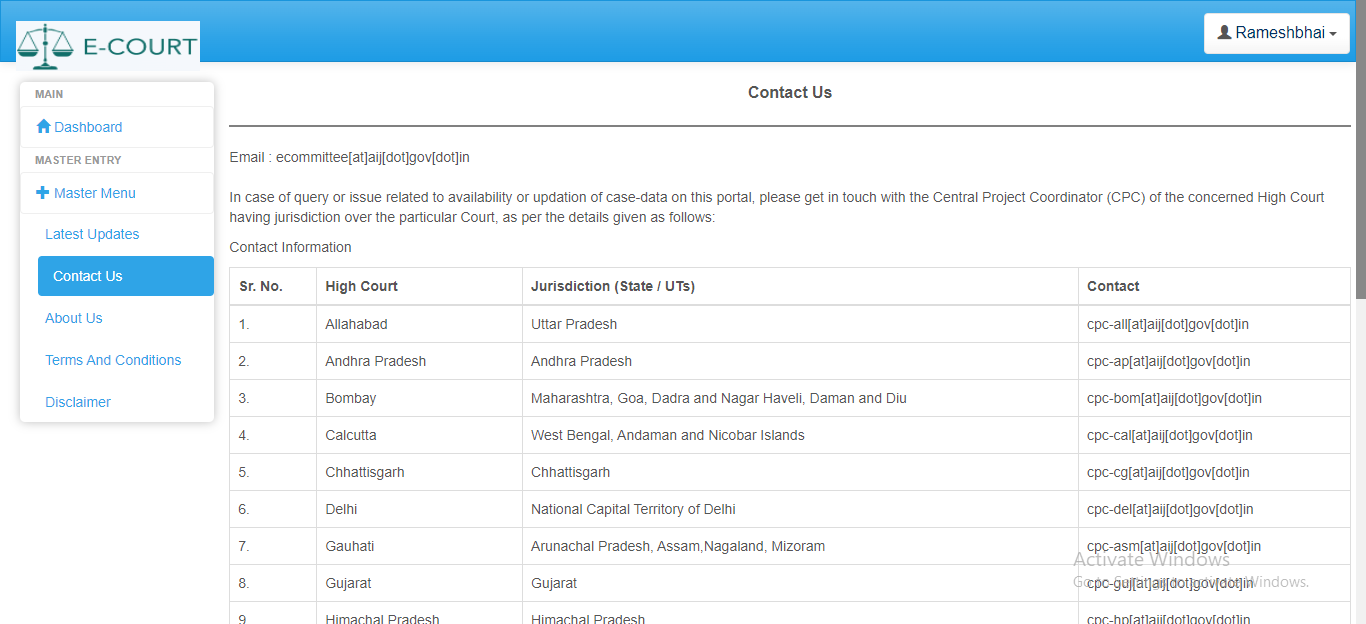 E-COURT
Rameshbhai
MAIN
Dashboard
MASTER ENTRY
Master Menu
Latest Updates
Contact Us
About Us
Terms And Conditions
Disclaimer
Contact Us
Email : ecommittee[at]aij[dot]gov[dot]in
In case of query or issue related to availability or updation of case-data on this portal, please get in touch with the Central Project Coordinator (CPC) of the concerned High Court
having jurisdiction over the particular Court, as per the details given as follows:
Contact Information
Sr. No. High Court Jurisdiction (State / UTs) Contact
1. Allahabad Uttar Pradesh cpc-all[at]aij[dot]gov[dot]in
2. Andhra Pradesh Andhra Pradesh cpc-ap[at]aij[dot]gov[dot]in
3. Bombay Maharashtra, Goa, Dadra and Nagar Haveli, Daman and Diu cpc-bom[at]aij[dot]gov[dot]in
4. Calcutta West Bengal, Andaman and Nicobar Islands cpc-cal[at]aij[dot]gov[dot]in
5. Chhattisgarh Chhattisgarh cpc-cg[at]aij[dot]gov[dot]in
6. Delhi National Capital Territory of Delhi cpc-del[at]aij[dot]gov[dot]in
7. Gauhati Arunachal Pradesh, Assam,Nagaland, Mizoram cpc-asm[at]aij[dot]gov[dot]in
Activate Windows
8. Gujarat Gujarat cpc-guj[at]aij[dot]gov[dot]in
Go to Settings to activate Windows.
9. Himachal Pradesh Himachal Pradesh cpc-hp[at]aij[dot]gov[dot]in